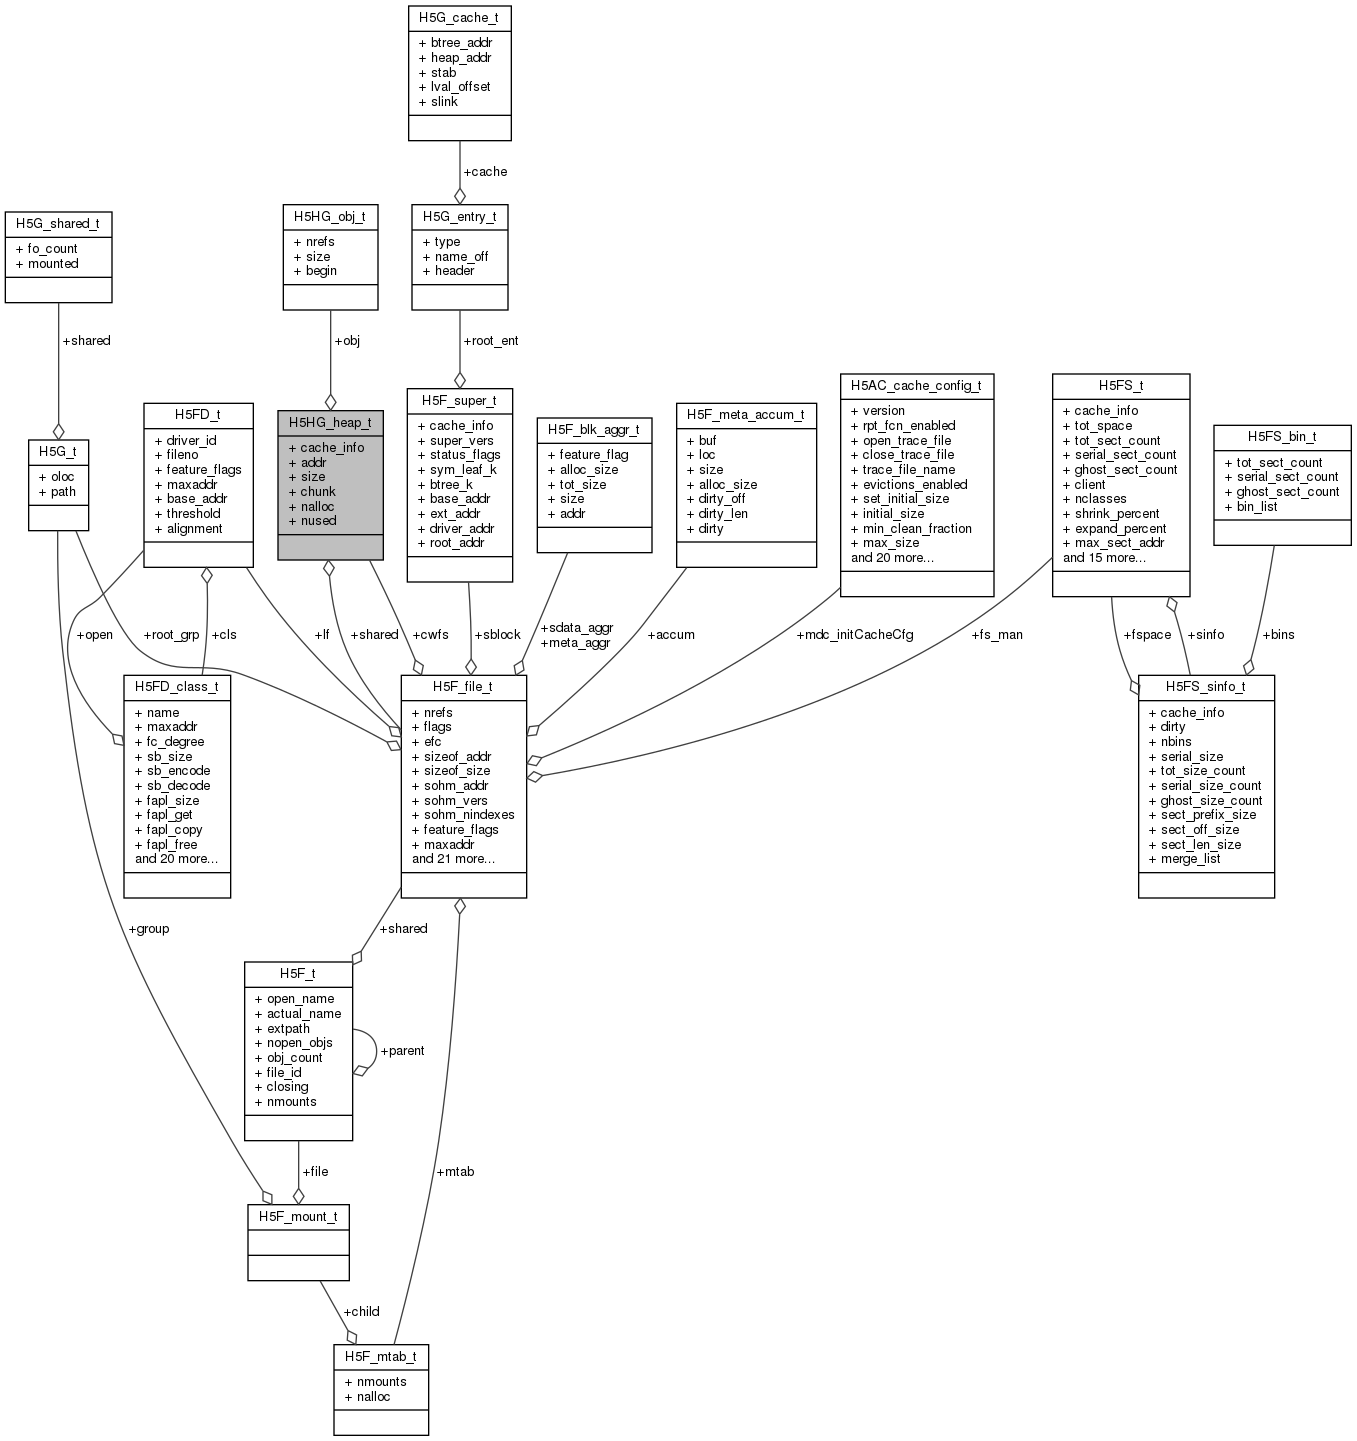 H5G_cache_t
+ btree_addr
+ heap_addr
+ stab
+ lval_offset
+ slink
+cache
H5G_shared_t
+ fo_count
+ mounted
H5HG_obj_t
+ nrefs
+ size
+ begin
H5G_entry_t
+ type
+ name_off
+ header
+shared
+obj
+root_ent
H5G_t
+ oloc
+ path
H5FD_t
+ driver_id
+ fileno
+ feature_flags
+ maxaddr
+ base_addr
+ threshold
+ alignment
H5HG_heap_t
+ cache_info
+ addr
+ size
+ chunk
+ nalloc
+ nused
H5F_super_t
+ cache_info
+ super_vers
+ status_flags
+ sym_leaf_k
+ btree_k
+ base_addr
+ ext_addr
+ driver_addr
+ root_addr
H5F_blk_aggr_t
+ feature_flag
+ alloc_size
+ tot_size
+ size
+ addr
H5F_meta_accum_t
+ buf
+ loc
+ size
+ alloc_size
+ dirty_off
+ dirty_len
+ dirty
H5AC_cache_config_t
+ version
+ rpt_fcn_enabled
+ open_trace_file
+ close_trace_file
+ trace_file_name
+ evictions_enabled
+ set_initial_size
+ initial_size
+ min_clean_fraction
+ max_size
and 20 more...
H5FS_t
+ cache_info
+ tot_space
+ tot_sect_count
+ serial_sect_count
+ ghost_sect_count
+ client
+ nclasses
+ shrink_percent
+ expand_percent
+ max_sect_addr
and 15 more...
H5FS_bin_t
+ tot_sect_count
+ serial_sect_count
+ ghost_sect_count
+ bin_list
+open
+root_grp
+cls
+lf
+shared
+cwfs
+sblock
+sdata_aggr
+meta_aggr
+accum
+mdc_initCacheCfg
+fs_man
+fspace
+sinfo
+bins
H5FD_class_t
+ name
+ maxaddr
+ fc_degree
+ sb_size
+ sb_encode
+ sb_decode
+ fapl_size
+ fapl_get
+ fapl_copy
+ fapl_free
and 20 more...
H5F_file_t
+ nrefs
+ flags
+ efc
+ sizeof_addr
+ sizeof_size
+ sohm_addr
+ sohm_vers
+ sohm_nindexes
+ feature_flags
+ maxaddr
and 21 more...
H5FS_sinfo_t
+ cache_info
+ dirty
+ nbins
+ serial_size
+ tot_size_count
+ serial_size_count
+ ghost_size_count
+ sect_prefix_size
+ sect_off_size
+ sect_len_size
+ merge_list
+group
+shared
H5F_t
+ open_name
+ actual_name
+ extpath
+ nopen_objs
+ obj_count
+ file_id
+ closing
+ nmounts
+parent
+file
+mtab
H5F_mount_t
+child
H5F_mtab_t
+ nmounts
+ nalloc